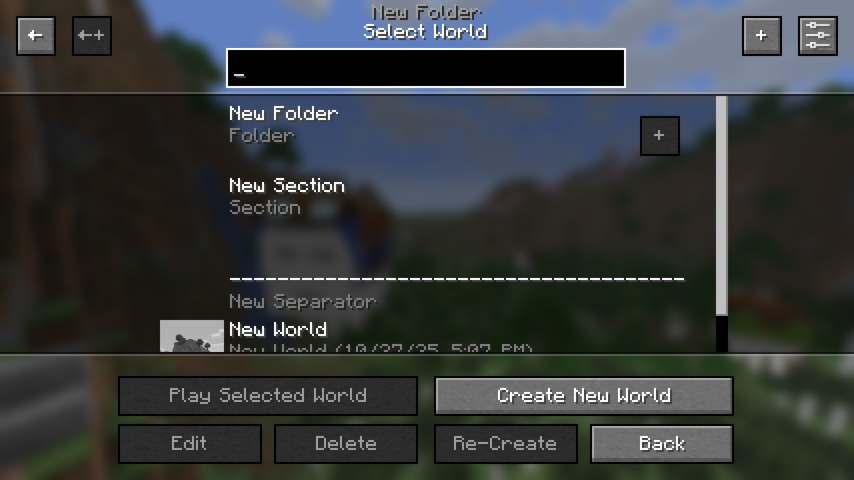 New Folder
Select World
_
New Folder
Folder
+
New Section
Section
--------------------------------------
New Separator
New World
New World (10/27/25 5:07 PM)
Play Selected World
Create New World
Edit
Delete
Re-Create
Back